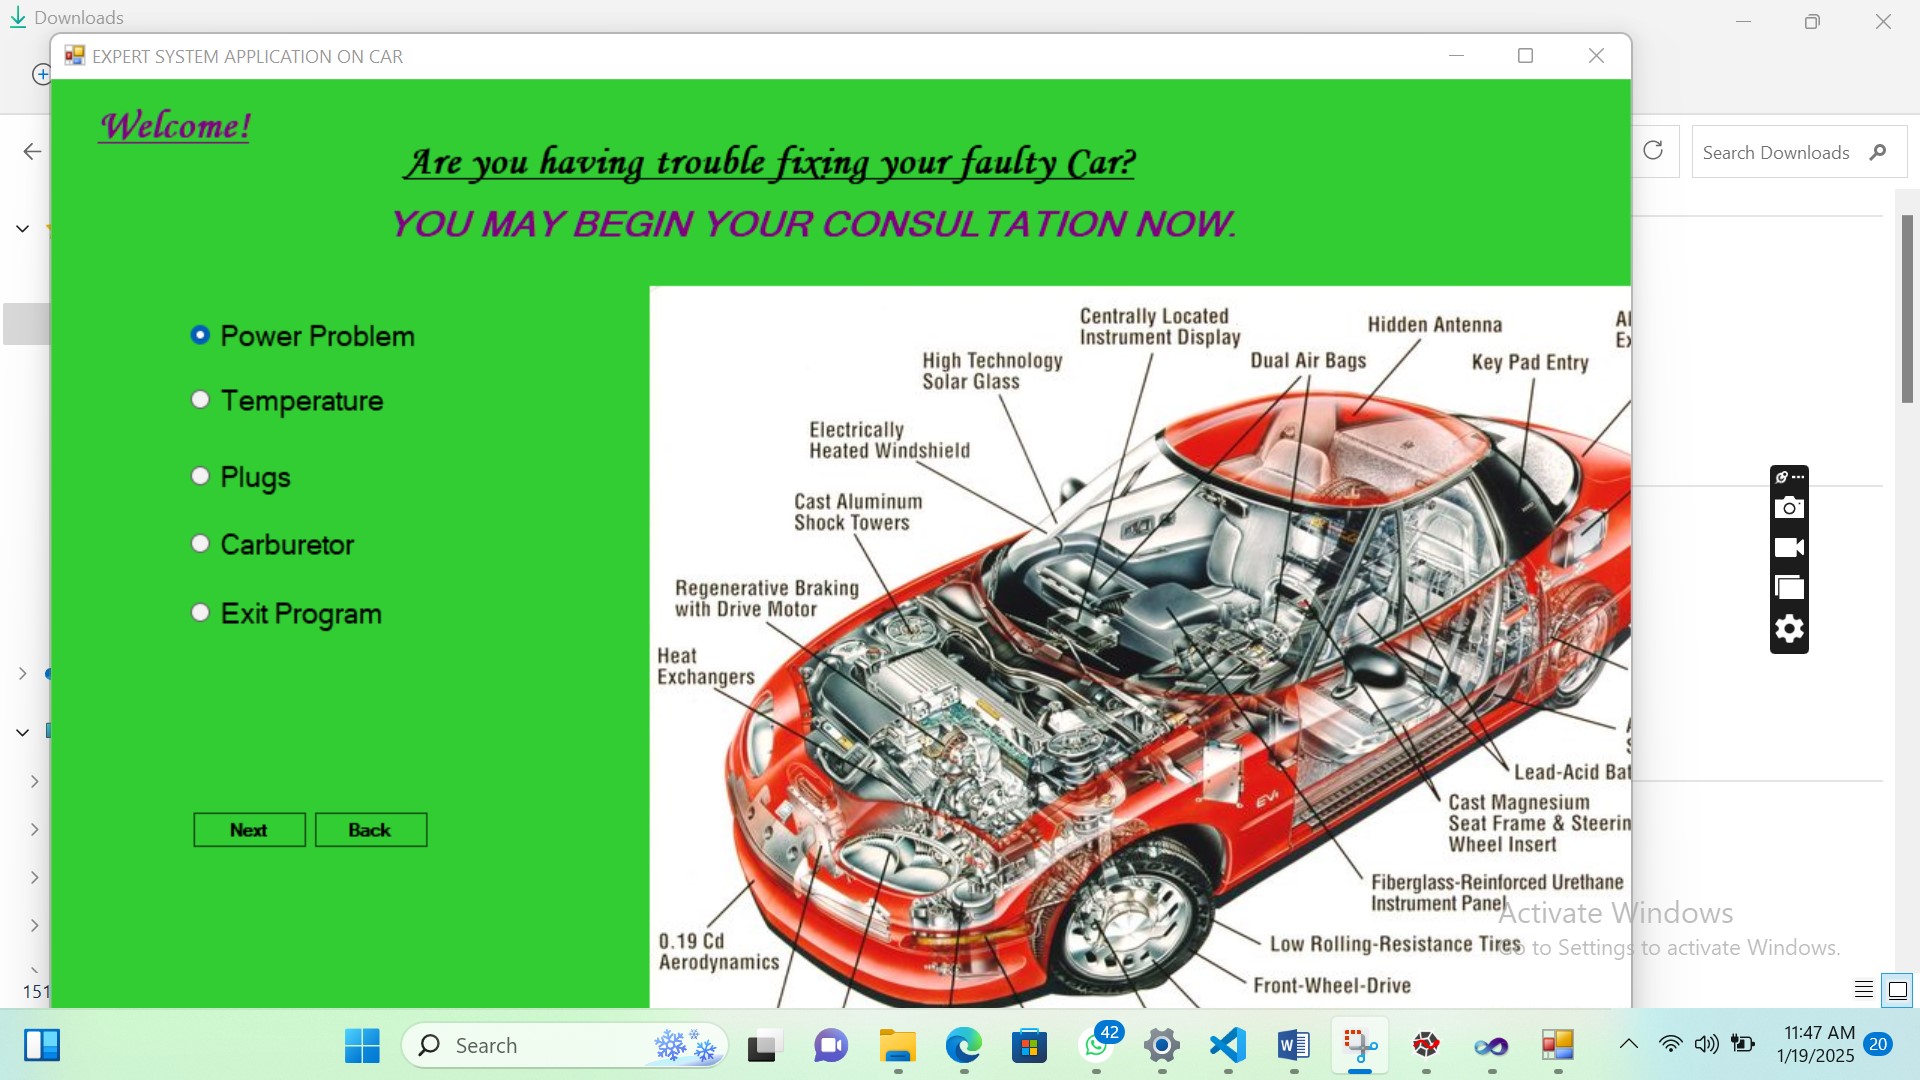 Downloads
EXPERT SYSTEM APPLICATION ON CAR
Welcome!
Are you having trouble fixing your faulty Car?
YOU MAY BEGIN YOUR CONSULTATION NOW.
Search Downloads
Power Problem
Temperature
Plugs
Carburetor
Exit Program
Next
Back
Centrally Located
Instrument Display
Hidden Antenna
High Technology
Solar Glass
Dual Air Bags
Key Pad Entry
Electrically
Heated Windshield
Cast Aluminum
Shock Towers
Regenerative Braking
with Drive Motor
Heat
Exchangers
EV1
Lead-Acid Bat
Cast Magnesium
Seat Frame & Steerin
Wheel Insert
Fiberglass-Reinforced Urethane
Instrument Panel
Low Rolling-Resistance Tires
Front-Wheel-Drive
0.19 Cd
Aerodynamics
Activate Windows
Go to Settings to activate Windows.
151
Search
42
11:47 AM
1/19/2025
20